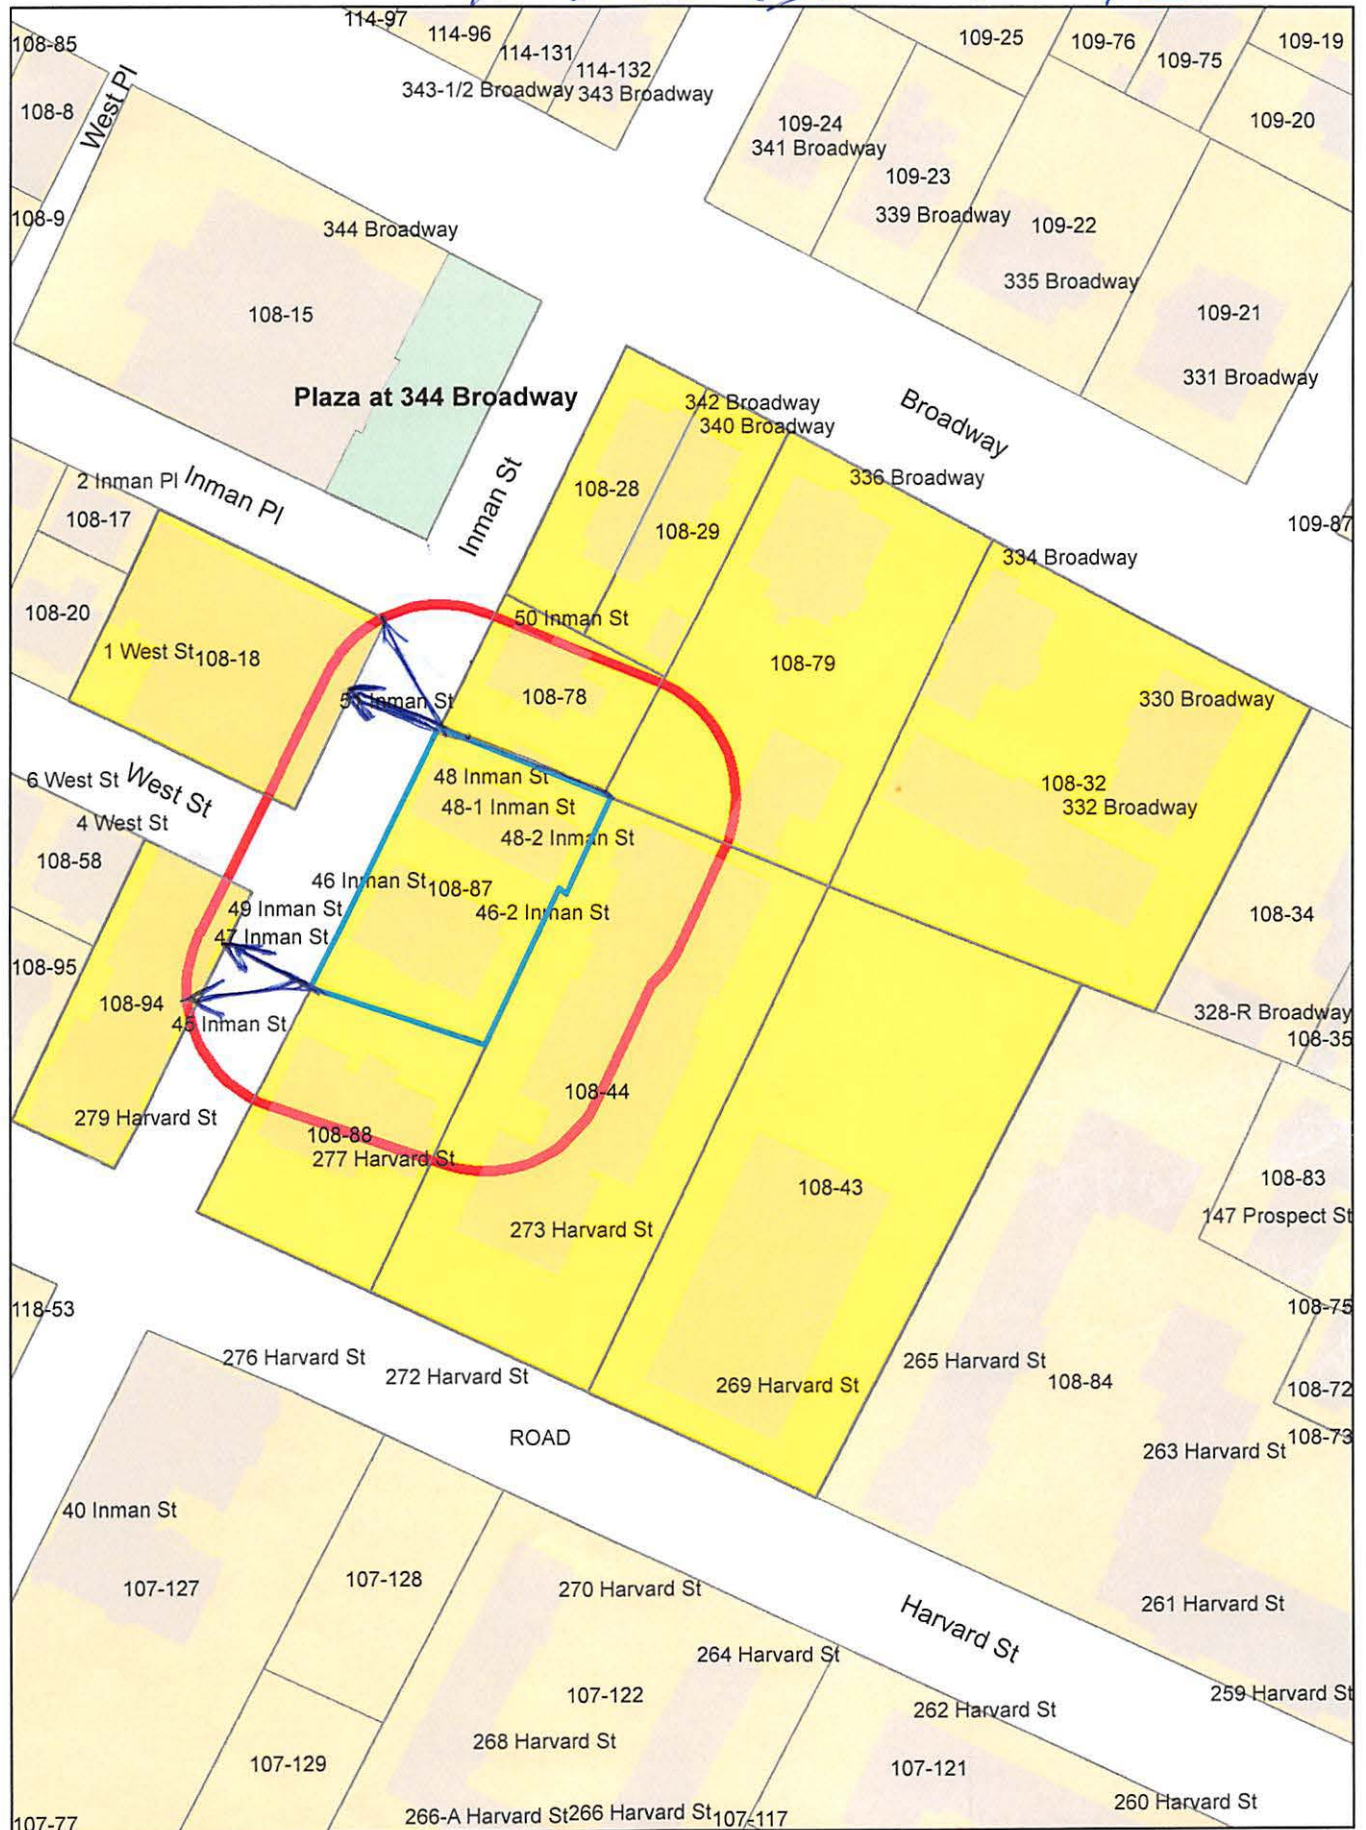 114-97
114-96
109-25
109-76
109-19
108-85
114-131
109-75
114-132
343-1/2 Broadway
343 Broadway
108-8
West Pl
109-24
109-20
341 Broadway
109-23
108-9
339 Broadway
109-22
344 Broadway
335 Broadway
108-15
109-21
331 Broadway
Plaza at 344 Broadway
342 Broadway
Broadway
340 Broadway
336 Broadway
2 Inman Pl
Inman Pl
108-28
Inman St
108-17
108-29
109-87
334 Broadway
108-20
50 Inman St
1 West St
108-18
108-79
Inman St
108-78
330 Broadway
48 Inman St
6 West St
West St
108-32
48-1 Inman St
332 Broadway
4 West St
48-2 Inman St
108-58
46 Inman St
108-87
49 Inman St
46-2 Inman St
108-34
47 Inman St
108-95
108-94
328-R Broadway
45 Inman St
108-35
108-44
279 Harvard St
108-88
277 Harvard St
108-83
108-43
147 Prospect St
273 Harvard St
118-53
108-75
276 Harvard St
265 Harvard St
272 Harvard St
108-84
269 Harvard St
108-72
ROAD
108-73
263 Harvard St
40 Inman St
107-127
107-128
270 Harvard St
261 Harvard St
Harvard St
264 Harvard St
107-122
259 Harvard St
262 Harvard St
268 Harvard St
107-129
107-121
260 Harvard St
266-A Harvard St
266 Harvard St
107-117
107-77